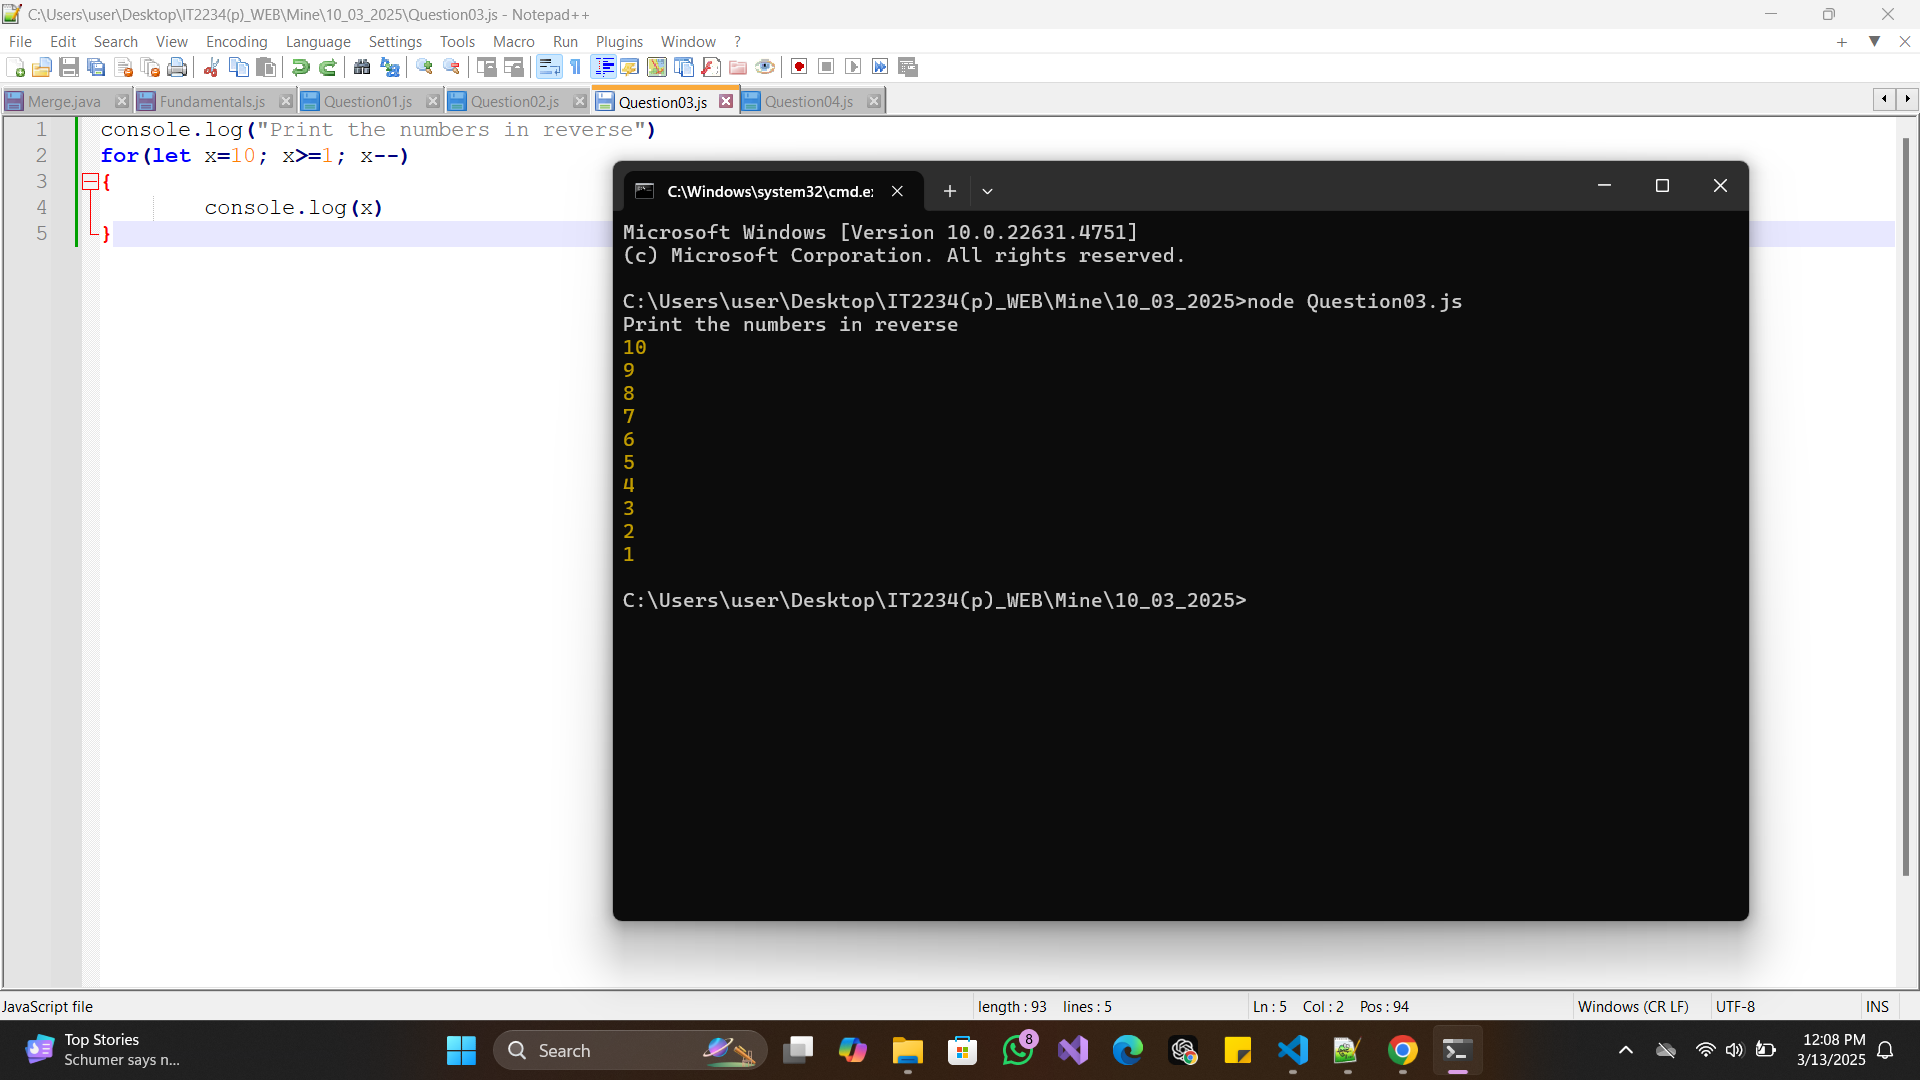 C:\Users\user\Desktop\IT2234(p)_WEB\Mine\10_03_2025\Question03.js - Notepad++
File Edit Search View Encoding Language Settings Tools Macro Run Plugins Window ?
Merge.java Fundamentals.js Question01.js Question02.js Question03.js Question04.js
1 console.log("Print the numbers in reverse")
2 for(let x=10; x>=1; x--)
3 {
4 console.log(x)
5 }
C:\Windows\system32\cmd.e
Microsoft Windows [Version 10.0.22631.4751]
(c) Microsoft Corporation. All rights reserved.
C:\Users\user\Desktop\IT2234(p)_WEB\Mine\10_03_2025>node Question03.js
Print the numbers in reverse
10
9
8
7
6
5
4
3
2
1
C:\Users\user\Desktop\IT2234(p)_WEB\Mine\10_03_2025>
JavaScript file length : 93 lines : 5 Ln : 5 Col : 2 Pos : 94 Windows (CR LF) UTF-8 INS
Top Stories
Schumer says n...
Search
8
12:08 PM
3/13/2025